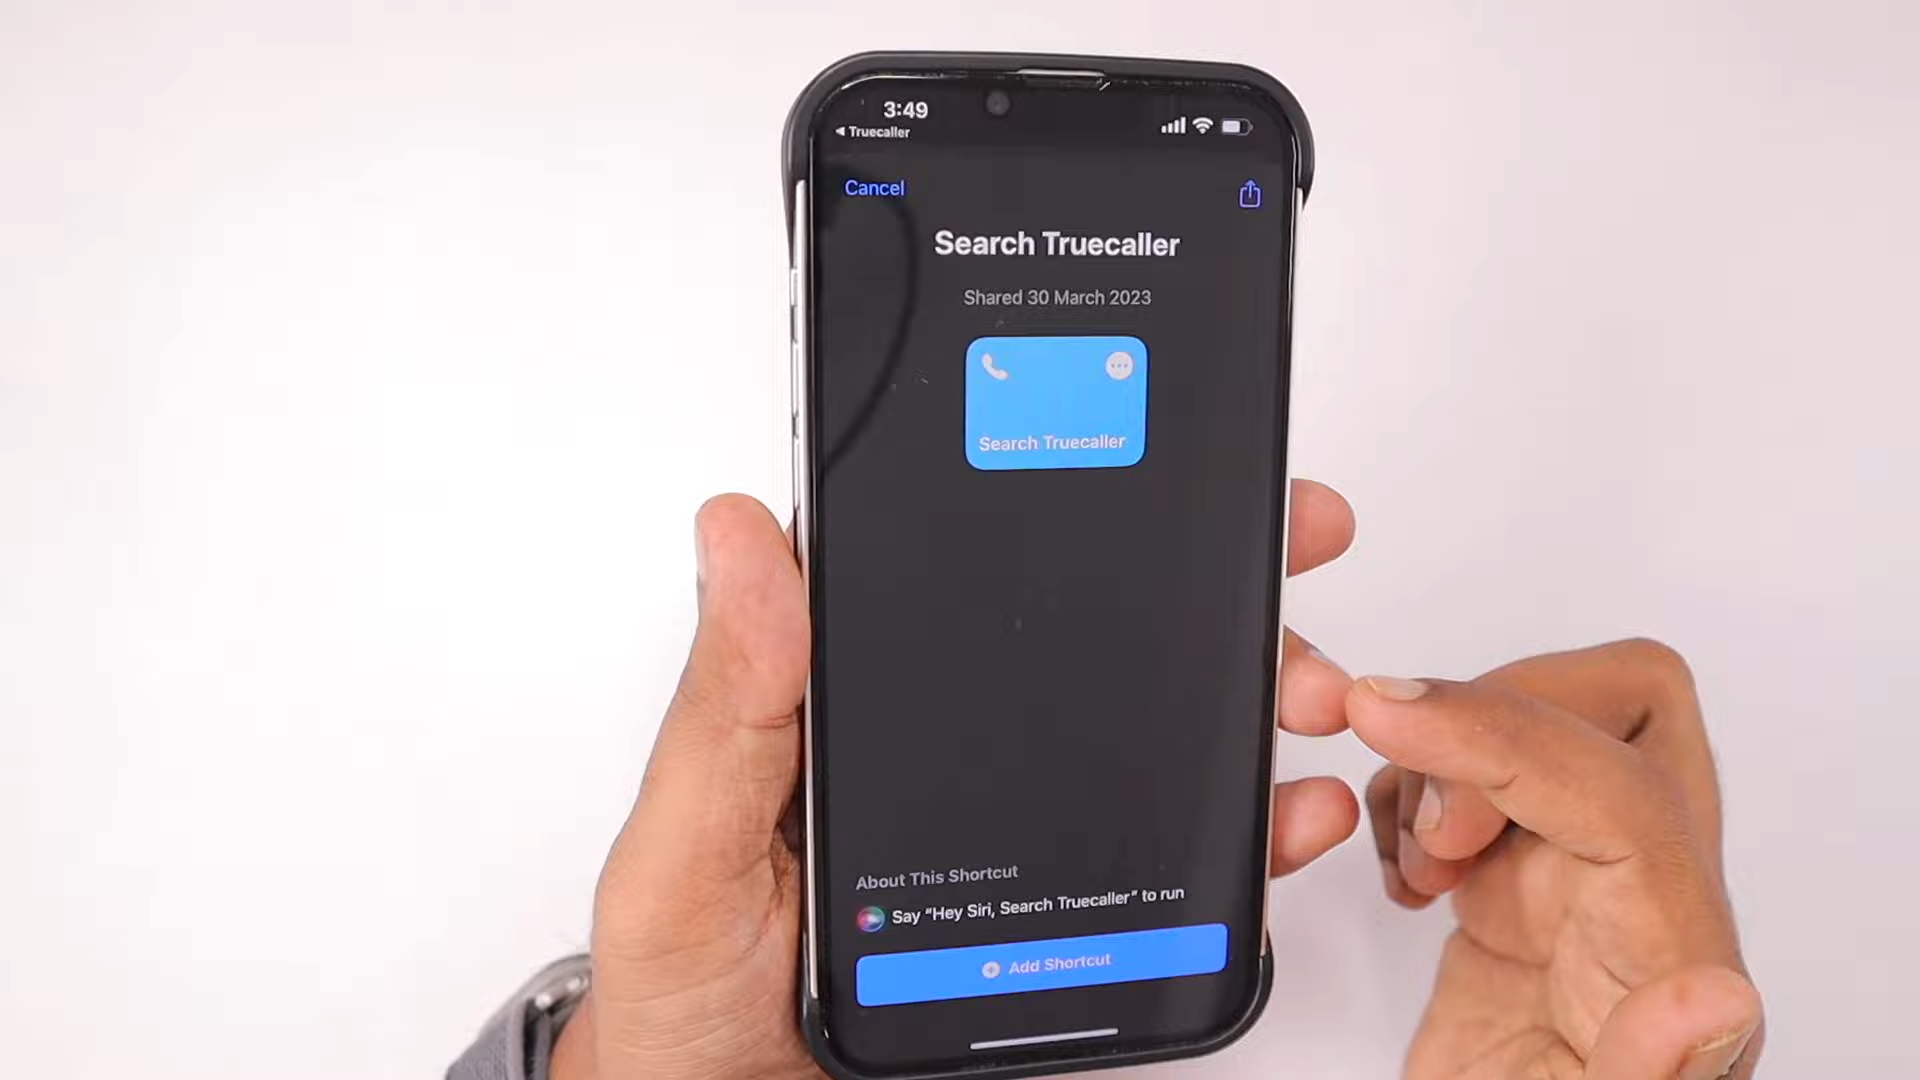 3:49
Truecaller
Cancel
Search Truecaller
Shared 30 March 2023
Search Truecaller
About This Shortcut
Say “Hey Siri, Search Truecaller” to run
Add Shortcut